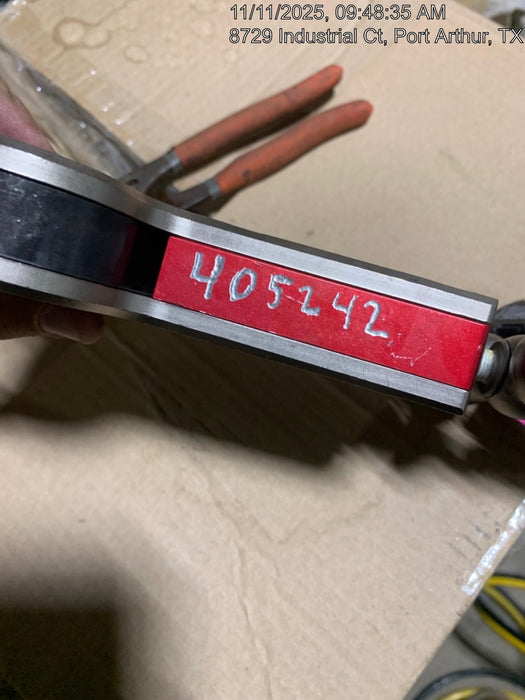 11/11/2025, 09:48:35 AM
8729 Industrial Ct, Port Arthur, TX
405242